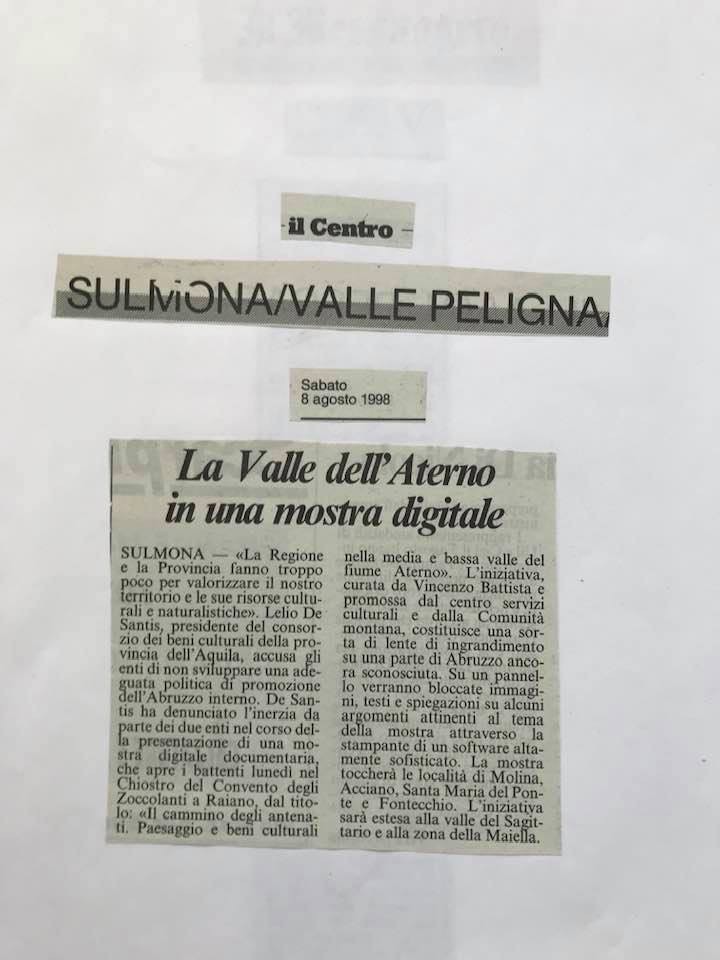 il Centro
SULMONA/VALLE PELIGNA
Sabato
8 agosto 1998
La Valle dell'Aterno
in una mostra digitale
SULMONA — «La Regione
e la Provincia fanno troppo
poco per valorizzare il nostro
territorio e le sue risorse cultu-
rali e naturalistiche». Lelio De
Santis, presidente del consor-
zio dei beni culturali della pro-
vincia dell'Aquila, accusa gli
enti di non sviluppare una ade-
guata politica di promozione
dell'Abruzzo interno. De San-
tis ha denunciato l'inerzia da
parte dei due enti nel corso del-
la presentazione di una mo-
stra digitale documentaria,
che apre i battenti lunedì nel
Chiostro del Convento degli
Zoccolanti a Raiano, dal tito-
lo: «Il cammino degli antena-
ti. Paesaggio e beni culturali
nella media e bassa valle del
fiume Aterno». L'iniziativa,
curata da Vincenzo Battista e
promossa dal centro servizi
culturali e dalla Comunità
montana, costituisce una sor-
ta di lente di ingrandimento
su una parte di Abruzzo anco-
ra sconosciuta. Su un pannel-
lo verranno bloccate immagi-
ni, testi e spiegazioni su alcuni
argomenti attinenti al tema
della mostra attraverso la
stampante di un software alta-
mente sofisticato. La mostra
toccherà le località di Molina,
Acciano, Santa Maria del Pon-
te e Fontecchio. L'iniziativa
sarà estesa alla valle del Sagit-
tario e alla zona della Maiella.